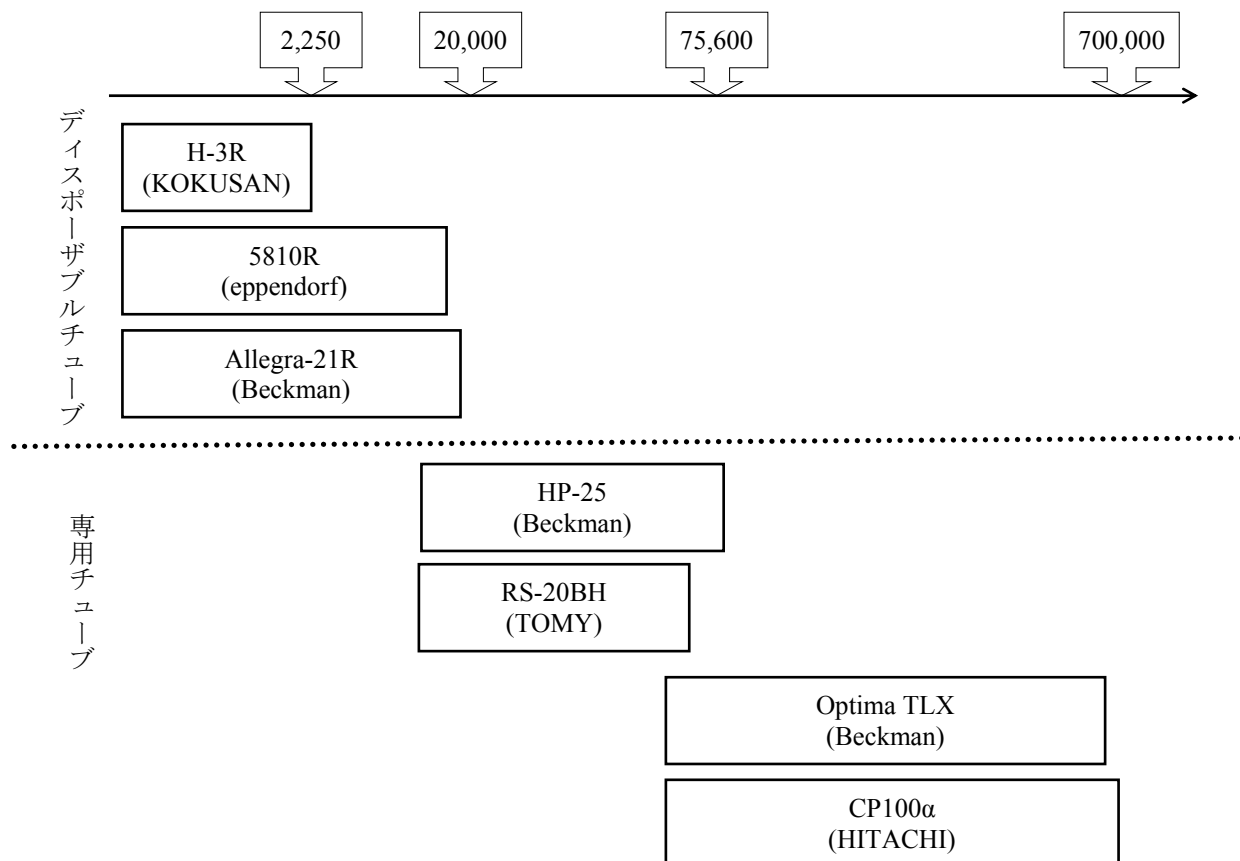 2,250
20,000
75,600
700,000
ディスポーザブルチューブ
H-3R
(KOKUSAN)
5810R
(eppendorf)
Allegra-21R
(Beckman)
専用チューブ
HP-25
(Beckman)
RS-20BH
(TOMY)
Optima TLX
(Beckman)
CP100α
(HITACHI)